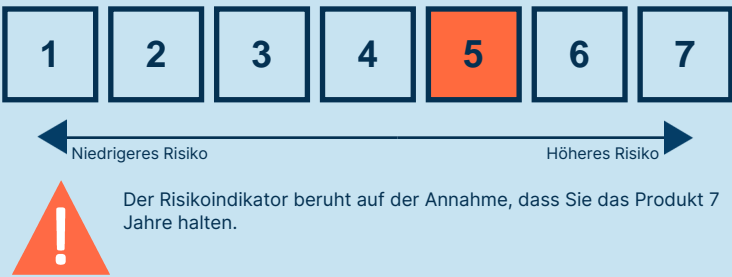 1 2 3 4 5 6 7
Niedrigeres Risiko Höheres Risiko
Der Risikoindikator beruht auf der Annahme, dass Sie das Produkt 7
Jahre halten.
!